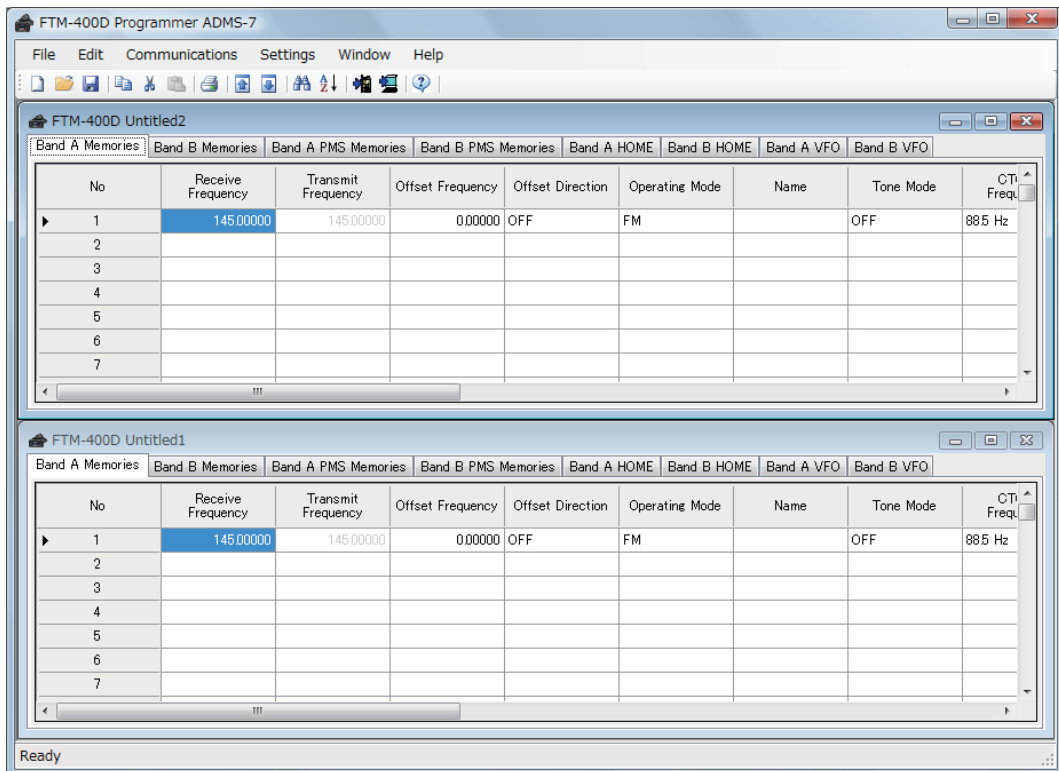 FTM-400D Programmer ADMS-7
File Edit Communications Settings Window Help
FTM-400D Untitled2
Band A Memories Band B Memories Band A PMS Memories Band B PMS Memories Band A HOME Band B HOME Band A VFO Band B VFO
No Receive Frequency Transmit Frequency Offset Frequency Offset Direction Operating Mode Name Tone Mode
1 145.00000 145.00000 0.00000 OFF FM OFF 88.5 Hz
2
3
4
5
6
7
FTM-400D Untitled1
Band A Memories Band B Memories Band A PMS Memories Band B PMS Memories Band A HOME Band B HOME Band A VFO Band B VFO
No Receive Frequency Transmit Frequency Offset Frequency Offset Direction Operating Mode Name Tone Mode
1 145.00000 145.00000 0.00000 OFF FM OFF 88.5 Hz
2
3
4
5
6
7
Ready